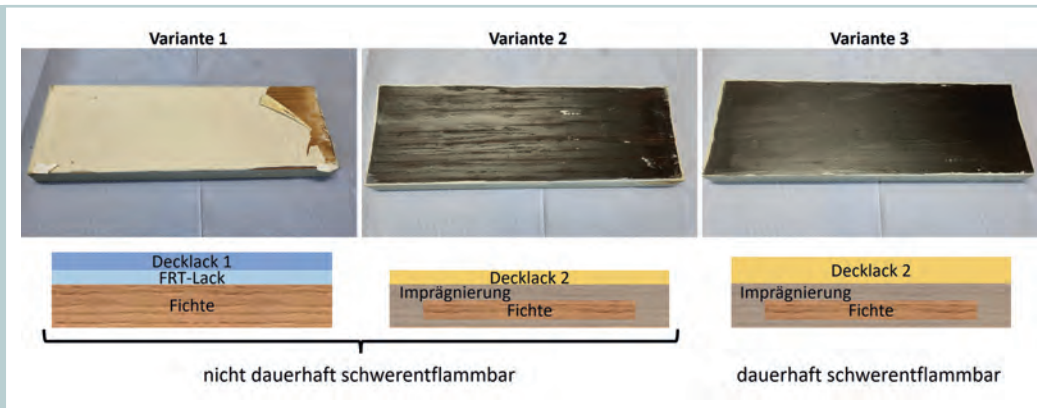 Variante 1
Variante 2
Variante 3
Decklack 1
FRT-Lack
Fichte
Decklack 2
Imprägnierung
Fichte
Decklack 2
Imprägnierung
Fichte
nicht dauerhaft schwerentflammbar
dauerhaft schwerentflammbar